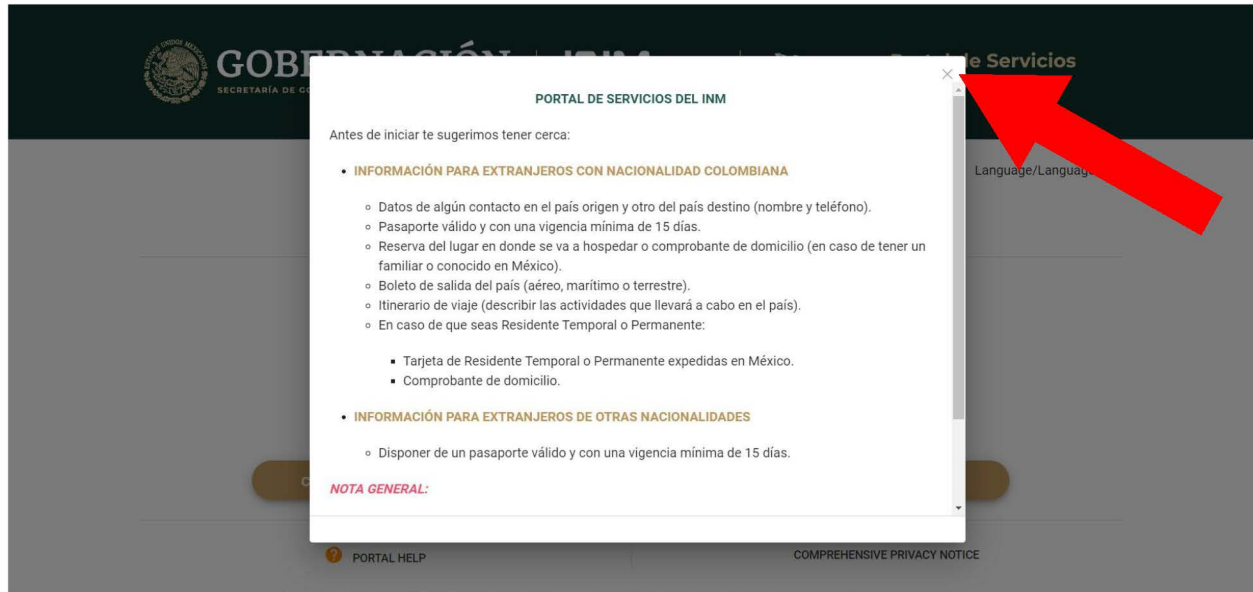 ESTADOS UNIDOS MEXICANOS
GOBERNACIÓN
de Servicios
PORTAL DE SERVICIOS DEL INM
Antes de iniciar te sugerimos tener cerca:
• INFORMACIÓN PARA EXTRANJEROS CON NACIONALIDAD COLOMBIANA
Language/Language
◦ Datos de algún contacto en el país origen y otro del país destino (nombre y teléfono).
◦ Pasaporte válido y con una vigencia mínima de 15 días.
◦ Reserva del lugar en donde se va a hospedar o comprobante de domicilio (en caso de tener un
familiar o conocido en México).
◦ Boleto de salida del país (aéreo, marítimo o terrestre).
◦ Itinerario de viaje (describir las actividades que llevará a cabo en el país).
◦ En caso de que seas Residente Temporal o Permanente:
▪ Tarjeta de Residente Temporal o Permanente expedidas en México.
▪ Comprobante de domicilio.
• INFORMACIÓN PARA EXTRANJEROS DE OTRAS NACIONALIDADES
◦ Disponer de un pasaporte válido y con una vigencia mínima de 15 días.
NOTA GENERAL:
PORTAL HELP
COMPREHENSIVE PRIVACY NOTICE